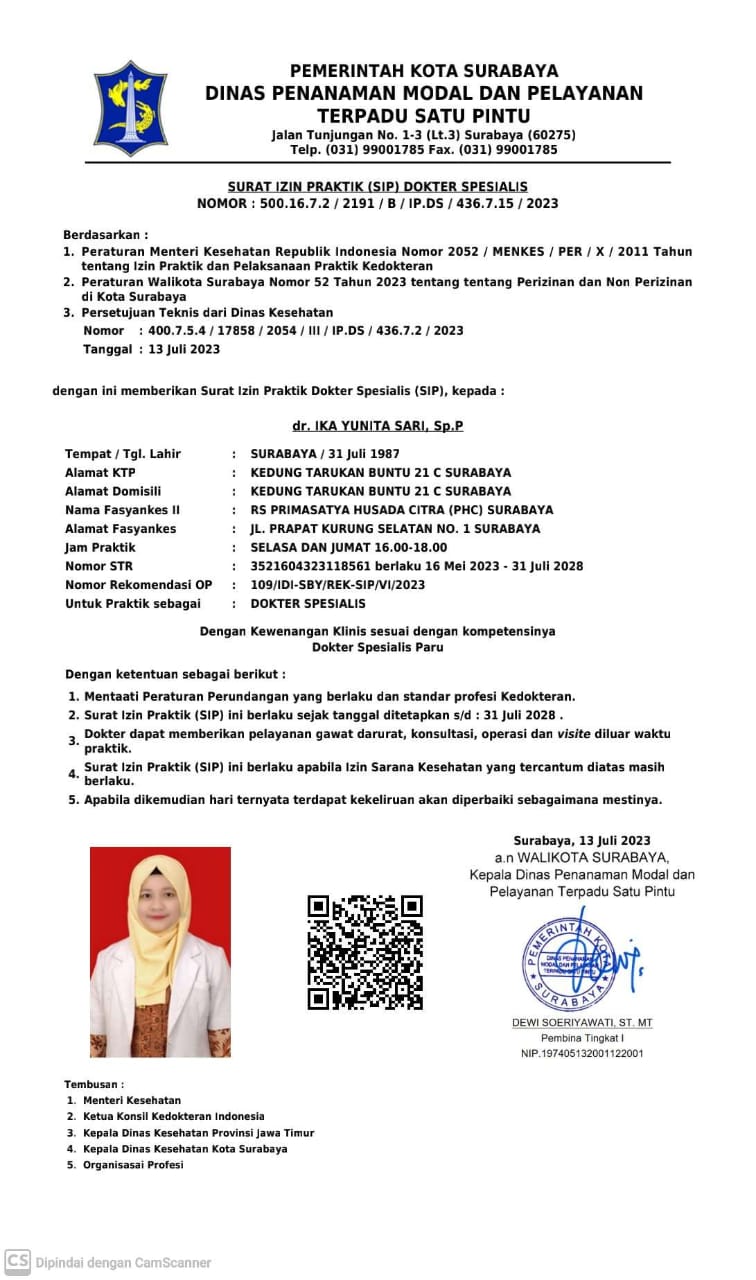 PEMERINTAH KOTA SURABAYA
DINAS PENANAMAN MODAL DAN PELAYANAN
TERPADU SATU PINTU
Jalan Tunjungan No. 1-3 (Lt.3) Surabaya (60275)
Telp. (031) 99001785 Fax. (031) 99001785
SURAT IZIN PRAKTIK (SIP) DOKTER SPESIALIS
NOMOR : 500.16.7.2 / 2191 / B / IP.DS / 436.7.15 / 2023
Berdasarkan :
1. Peraturan Menteri Kesehatan Republik Indonesia Nomor 2052 / MENKES / PER / X / 2011 Tahun
tentang Izin Praktik dan Pelaksanaan Praktik Kedokteran
2. Peraturan Walikota Surabaya Nomor 52 Tahun 2023 tentang tentang Perizinan dan Non Perizinan
di Kota Surabaya
3. Persetujuan Teknis dari Dinas Kesehatan
Nomor : 400.7.5.4 / 17858 / 2054 / III / IP.DS / 436.7.2 / 2023
Tanggal : 13 Juli 2023
dengan ini memberikan Surat Izin Praktik Dokter Spesialis (SIP), kepada :
dr. IKA YUNITA SARI, Sp.P
Tempat / Tgl. Lahir : SURABAYA / 31 Juli 1987
Alamat KTP : KEDUNG TARUKAN BUNTU 21 C SURABAYA
Alamat Domisili : KEDUNG TARUKAN BUNTU 21 C SURABAYA
Nama Fasyankes II : RS PRIMASATYA HUSADA CITRA (PHC) SURABAYA
Alamat Fasyankes : JL. PRAPAT KURUNG SELATAN NO. 1 SURABAYA
Jam Praktik : SELASA DAN JUMAT 16.00-18.00
Nomor STR : 3521604323118561 berlaku 16 Mei 2023 - 31 Juli 2028
Nomor Rekomendasi OP : 109/IDI-SBY/REK-SIP/VI/2023
Untuk Praktik sebagai : DOKTER SPESIALIS
Dengan Kewenangan Klinis sesuai dengan kompetensinya
Dokter Spesialis Paru
Dengan ketentuan sebagai berikut :
1. Mentaati Peraturan Perundangan yang berlaku dan standar profesi Kedokteran.
2. Surat Izin Praktik (SIP) ini berlaku sejak tanggal ditetapkan s/d : 31 Juli 2028 .
3. Dokter dapat memberikan pelayanan gawat darurat, konsultasi, operasi dan visite diluar waktu
praktik.
4. Surat Izin Praktik (SIP) ini berlaku apabila Izin Sarana Kesehatan yang tercantum diatas masih
berlaku.
5. Apabila dikemudian hari ternyata terdapat kekeliruan akan diperbaiki sebagaimana mestinya.
Surabaya, 13 Juli 2023
a.n WALIKOTA SURABAYA,
Kepala Dinas Penanaman Modal dan
Pelayanan Terpadu Satu Pintu
PEMERINTAH KOTA
DINAS PENANAMAN
MODAL DAN PELAYANAN
TERPADU SATU PINTU
SURABAYA
DEWI SOERIYAWATI, ST. MT
Pembina Tingkat I
NIP.197405132001122001
Tembusan :
1. Menteri Kesehatan
2. Ketua Konsil Kedokteran Indonesia
3. Kepala Dinas Kesehatan Provinsi Jawa Timur
4. Kepala Dinas Kesehatan Kota Surabaya
5. Organisasai Profesi
CS Dipindai dengan CamScanner